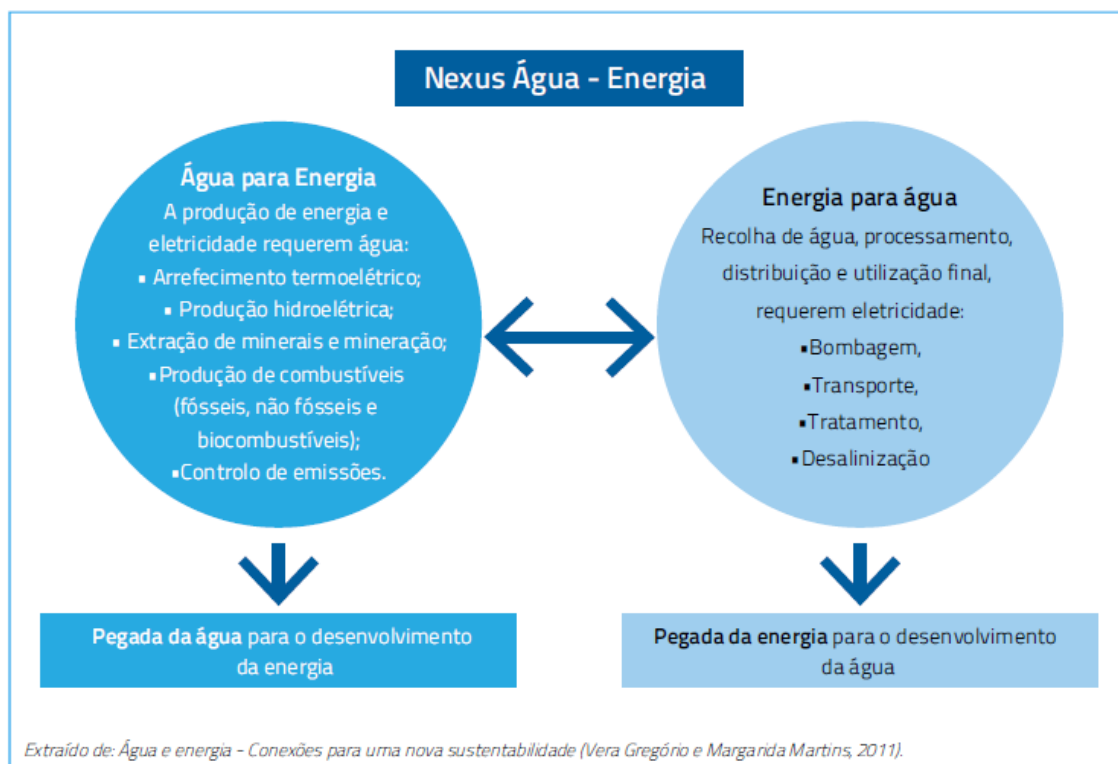 Nexus Água - Energia
Água para Energia
A produção de energia e
eletricidade requerem água:
▪ Arrefecimento termoelétrico;
▪ Produção hidroelétrica;
▪ Extração de minerais e mineração;
▪Produção de combustíveis
(fósseis, não fósseis e
biocombustíveis);
▪Controlo de emissões.
Energia para água
Recolha de água, processamento,
distribuição e utilização final,
requerem eletricidade:
▪Bombagem,
▪Transporte,
▪Tratamento,
▪Desalinização
Pegada da água para o desenvolvimento
da energia
Pegada da energia para o desenvolvimento
da água
Extraído de: Água e energia - Conexões para uma nova sustentabilidade (Vera Gregório e Margarida Martins, 2011).